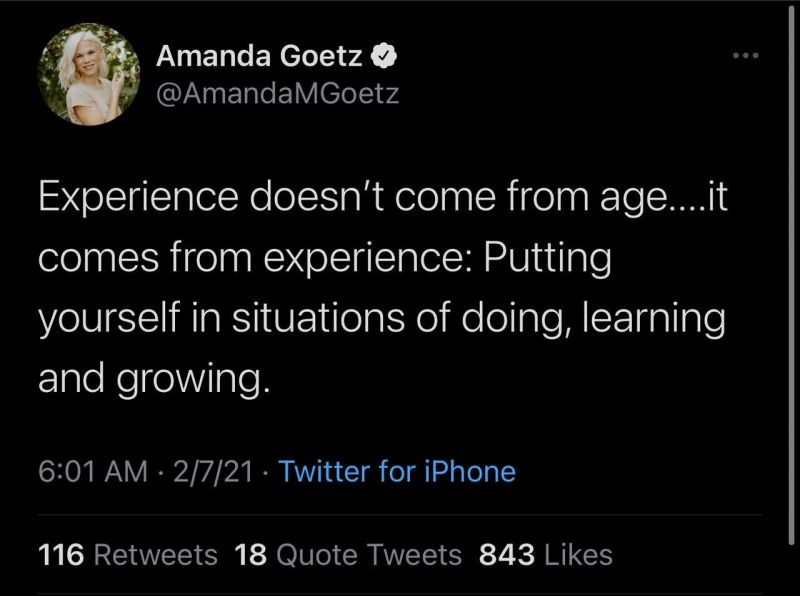 Amanda Goetz
@AmandaMGoetz
Experience doesn’t come from age....it
comes from experience: Putting
yourself in situations of doing, learning
and growing.
6:01 AM · 2/7/21 · Twitter for iPhone
116 Retweets 18 Quote Tweets 843 Likes